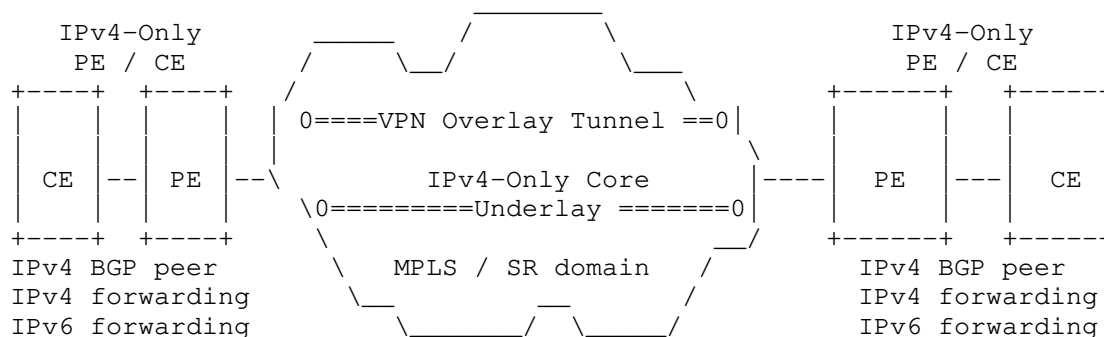 IPv4-Only IPv4-Only
PE / CE PE / CE
0====VPN Overlay Tunnel ==0
CE PE IPv4-Only Core PE CE
0=========Underlay =======0
IPv4 BGP peer MPLS / SR domain IPv4 BGP peer
IPv4 forwarding IPv4 forwarding
IPv6 forwarding IPv6 forwarding